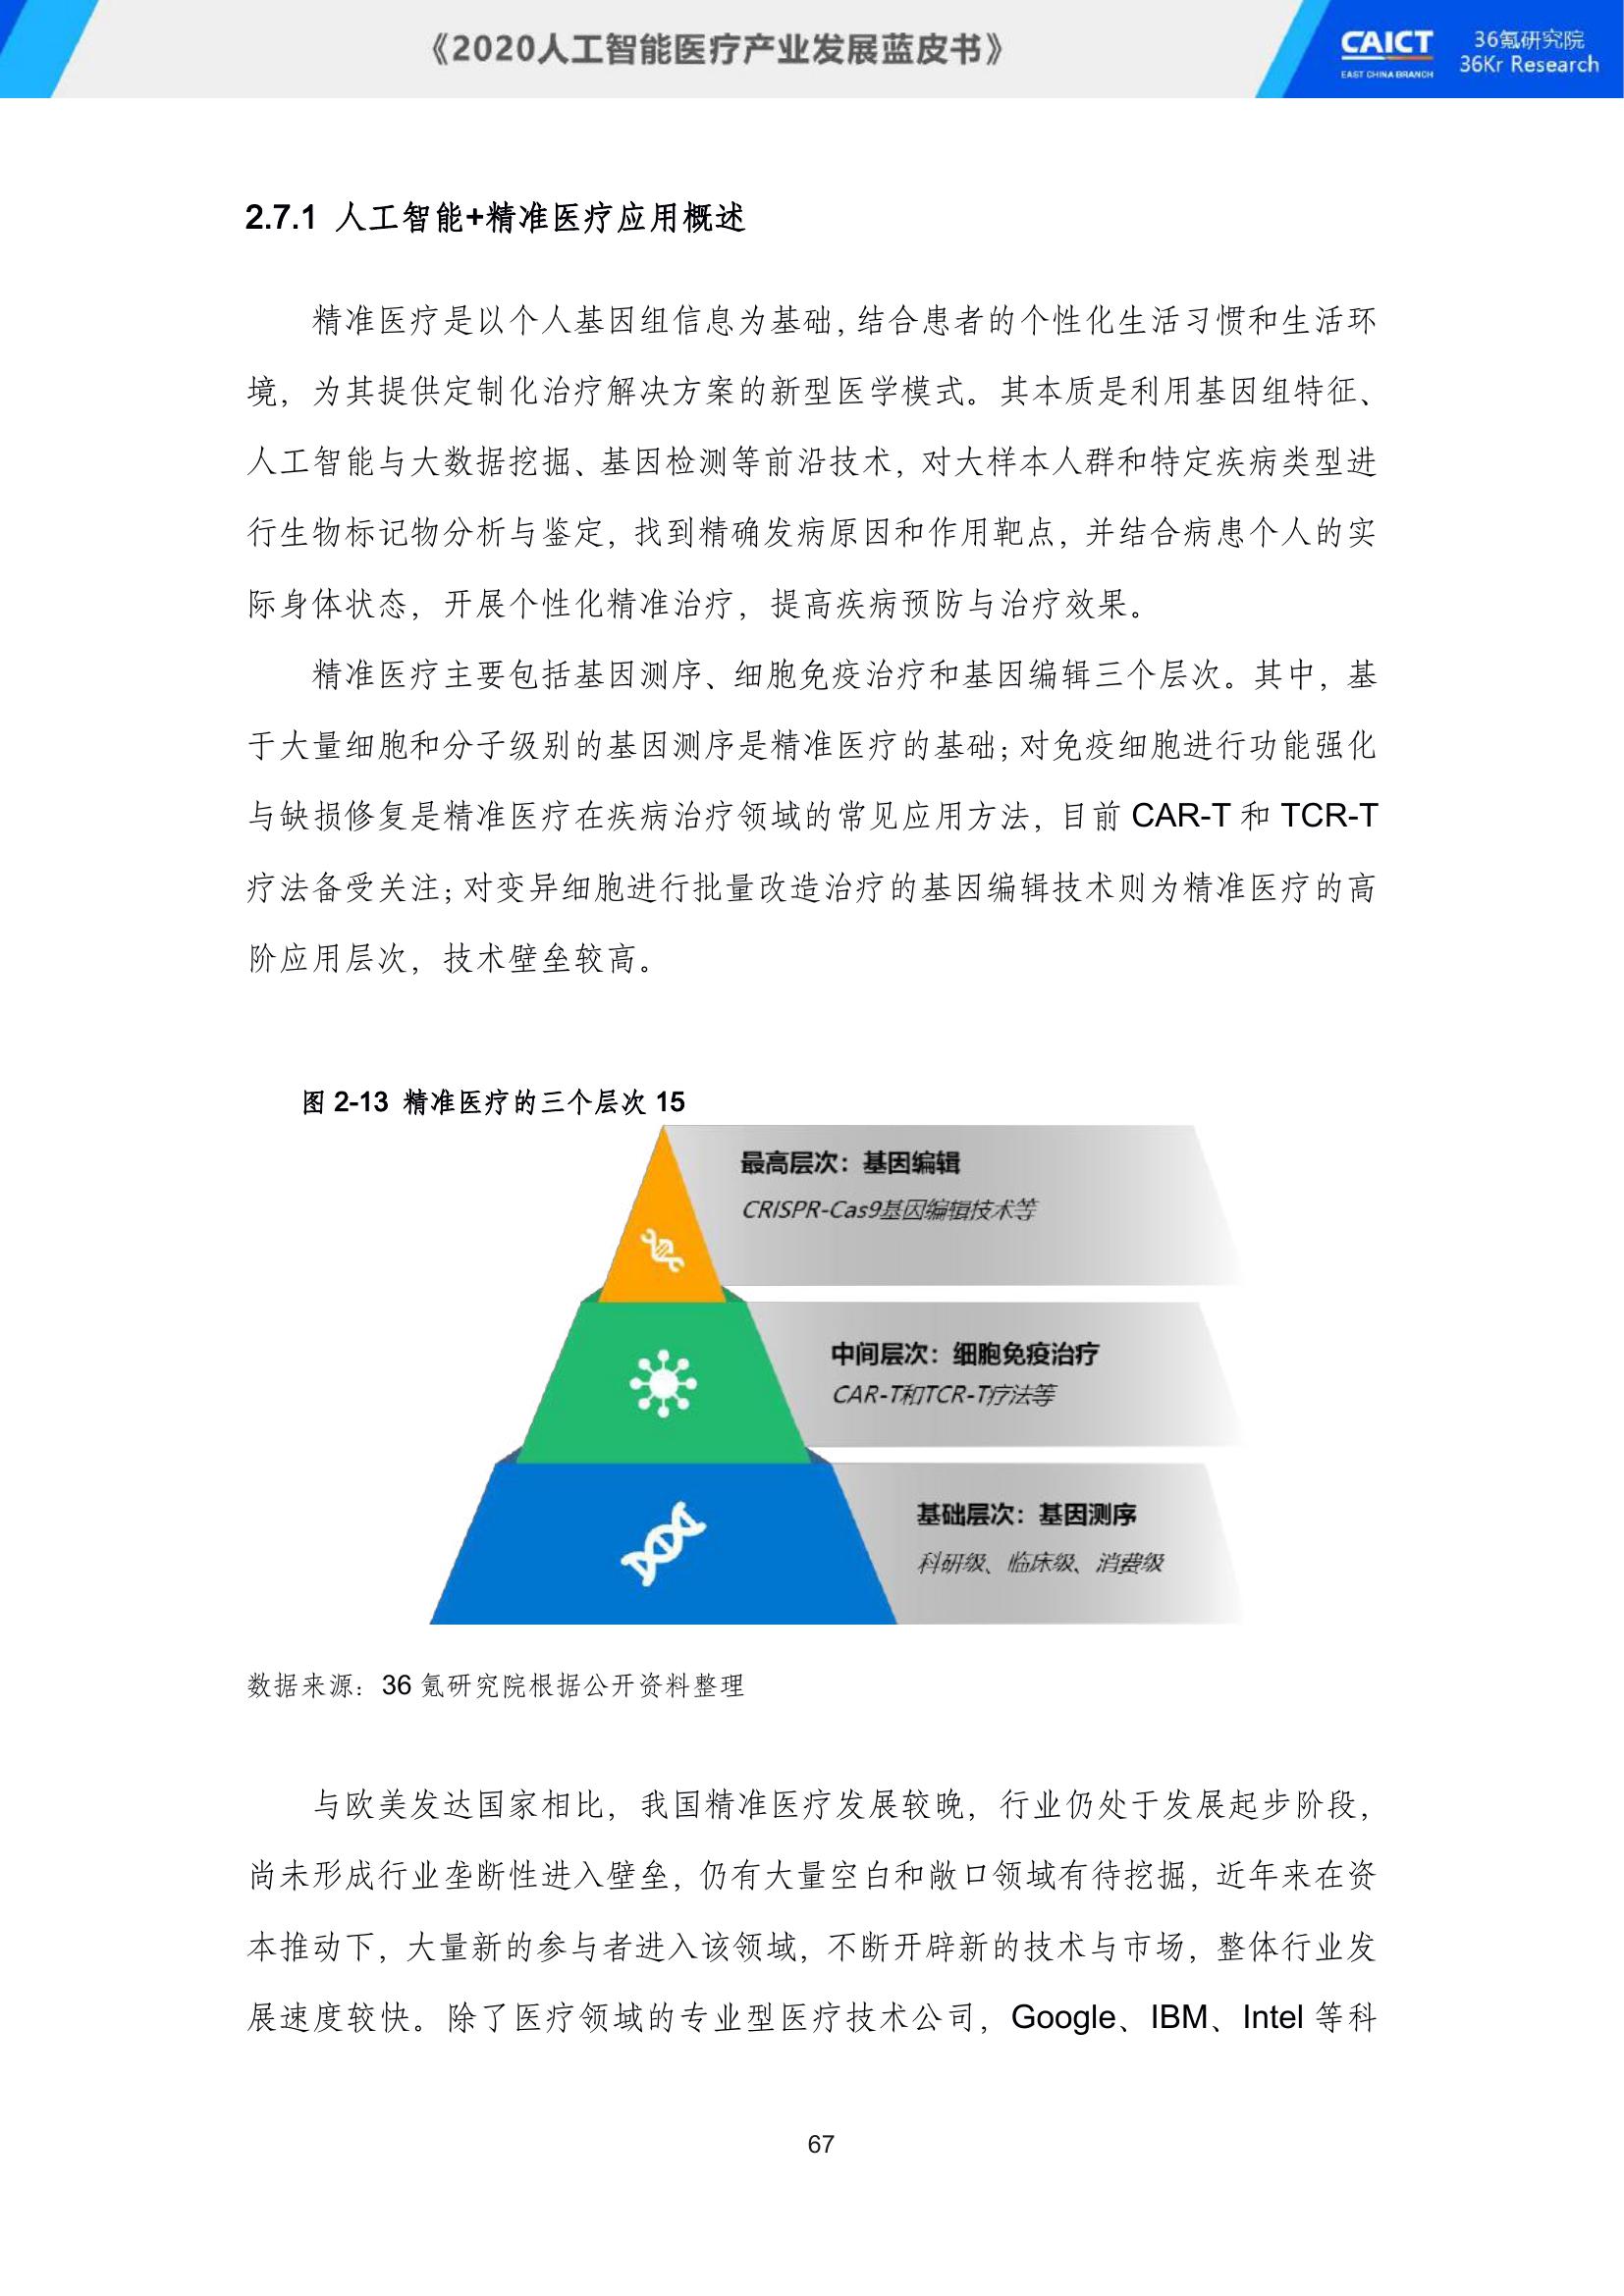 《2020人工智能医疗产业发展蓝皮书》
CAICT
EAST CHINA BRANCH
36氪研究院
36Kr Research
2.7.1 人工智能+精准医疗应用概述
精准医疗是以个人基因组信息为基础，结合患者的个性化生活习惯和生活环
境，为其提供定制化治疗解决方案的新型医学模式。其本质是利用基因组特征、
人工智能与大数据挖掘、基因检测等前沿技术，对大样本人群和特定疾病类型进
行生物标记物分析与鉴定，找到精确发病原因和作用靶点，并结合病患个人的实
际身体状态，开展个性化精准治疗，提高疾病预防与治疗效果。
精准医疗主要包括基因测序、细胞免疫治疗和基因编辑三个层次。其中，基
于大量细胞和分子级别的基因测序是精准医疗的基础；对免疫细胞进行功能强化
与缺损修复是精准医疗在疾病治疗领域的常见应用方法，目前 CAR-T 和 TCR-T
疗法备受关注；对变异细胞进行批量改造治疗的基因编辑技术则为精准医疗的高
阶应用层次，技术壁垒较高。
图 2-13 精准医疗的三个层次 15
最高层次：基因编辑
CRISPR-Cas9基因编辑技术等
中间层次：细胞免疫治疗
CAR-T和TCR-T疗法等
基础层次：基因测序
科研级、临床级、消费级
数据来源：36 氪研究院根据公开资料整理
与欧美发达国家相比，我国精准医疗发展较晚，行业仍处于发展起步阶段，
尚未形成行业垄断性进入壁垒，仍有大量空白和敞口领域有待挖掘，近年来在资
本推动下，大量新的参与者进入该领域，不断开辟新的技术与市场，整体行业发
展速度较快。除了医疗领域的专业型医疗技术公司，Google、IBM、Intel 等科
67